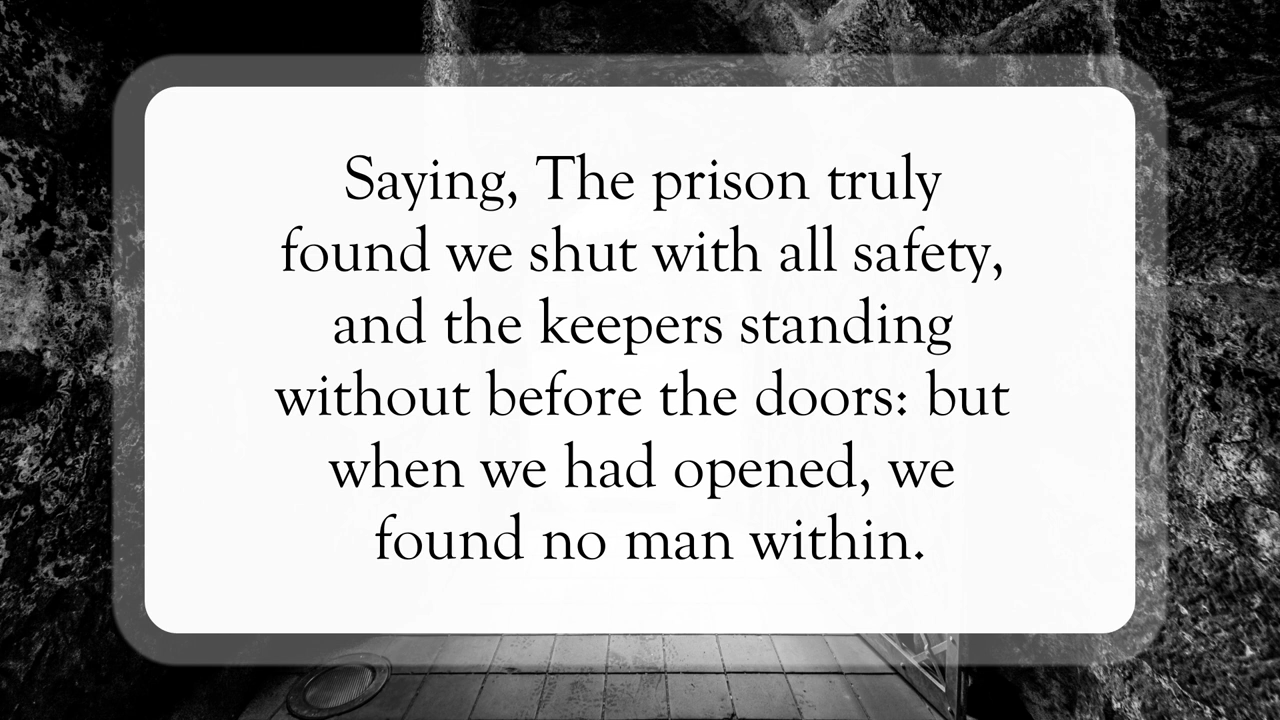 Saying, The prison truly
found we shut with all safety,
and the keepers standing
without before the doors: but
when we had opened, we
found no man within.